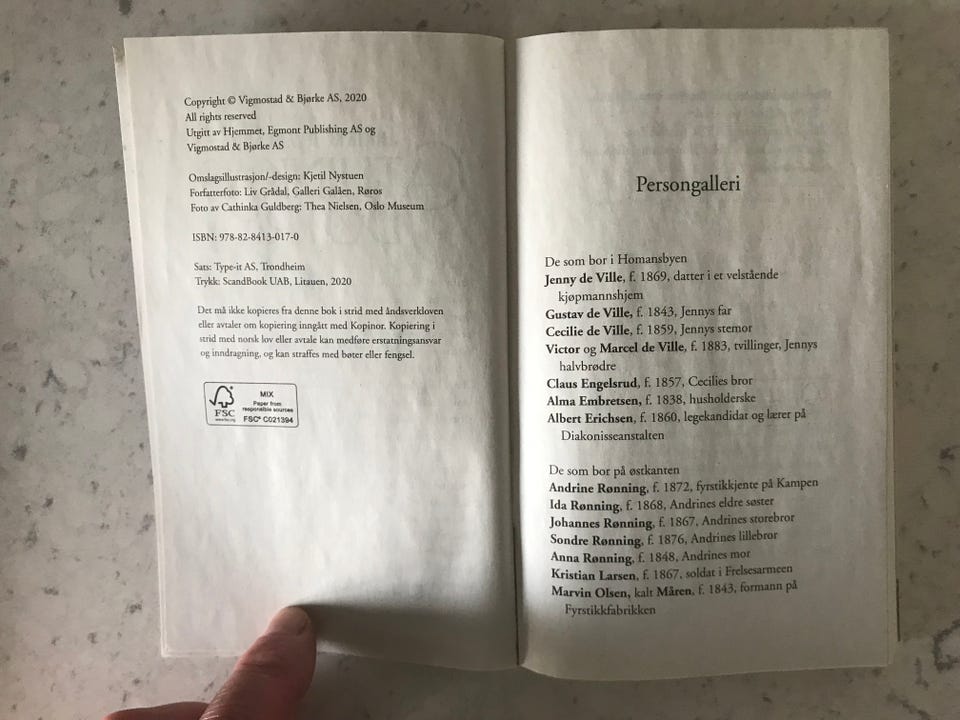 Copyright © Vigmostad & Bjørke AS, 2020
All rights reserved
Utgitt av Hjemmet, Egmont Publishing AS og
Vigmostad & Bjørke AS
Omslagsillustrasjon/-design: Kjetil Nystuen
Forfatterfoto: Liv Grådal, Galleri Galåen, Røros
Foto av Cathinka Guldberg: Thea Nielsen, Oslo Museum
ISBN: 978-82-8413-017-0
Sats: Type-it AS, Trondheim
Trykk: ScandBook UAB, Litauen, 2020
Det må ikke kopieres fra denne bok i strid med åndsverkloven
eller avtaler om kopiering inngått med Kopinor. Kopiering i
strid med norsk lov eller avtale kan medføre erstatningsansvar
og inndragning, og kan straffes med bøter eller fengsel.
FSC
www.fsc.org
MIX
Paper from
responsible sources
FSC® C021394
Persongalleri
De som bor i Homansbyen
Jenny de Ville, f. 1869, datter i et velstående
kjøpmannshjem
Gustav de Ville, f. 1843, Jennys far
Cecilie de Ville, f. 1859, Jennys stemor
Victor og Marcel de Ville, f. 1883, tvillinger, Jennys
halvbrødre
Claus Engelsrud, f. 1857, Cecilies bror
Alma Embretsen, f. 1838, husholderske
Albert Erichsen, f. 1860, legekandidat og lærer på
Diakonisseanstalten
De som bor på østkanten
Andrine Rønning, f. 1872, fyrstikkjente på Kampen
Ida Rønning, f. 1868, Andrines eldre søster
Johannes Rønning, f. 1867, Andrines storebror
Sondre Rønning, f. 1876, Andrines lillebror
Anna Rønning, f. 1848, Andrines mor
Kristian Larsen, f. 1867, soldat i Frelsesarmeen
Marvin Olsen, kalt Måren, f. 1843, formann på
Fyrstikkfabrikken